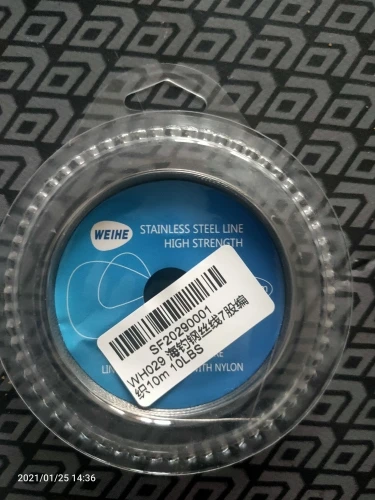 WEIHE
STAINLESS STEEL LINE
HIGH STRENGTH
SF20290001
WH029 海钓钢丝线7股编
织10m 10LBS
WITH NYLON
2021/01/25 14:36